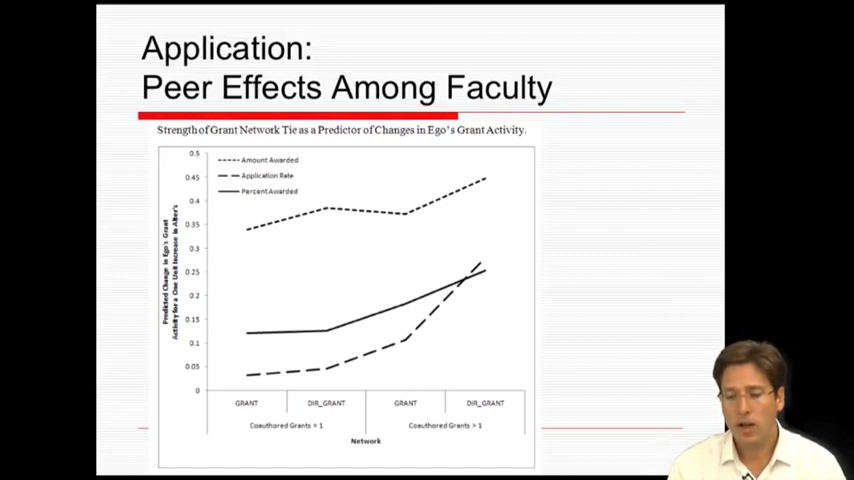 Application:
Peer Effects Among Faculty
Strength of Grant Network Tie as a Predictor of Changes in Ego's Grant Activity.
0.5
0.45
0.4
0.35
0.3
0.25
0.2
0.15
0.1
0.05
0
Predicted Change in Ego's Grant
Activity for a One Unit Increase in Alter's
Amount Awarded
Application Rate
Percent Awarded
GRANT DIR_GRANT GRANT DIR_GRANT
Coauthored Grants = 1 Coauthored Grants > 1
Network